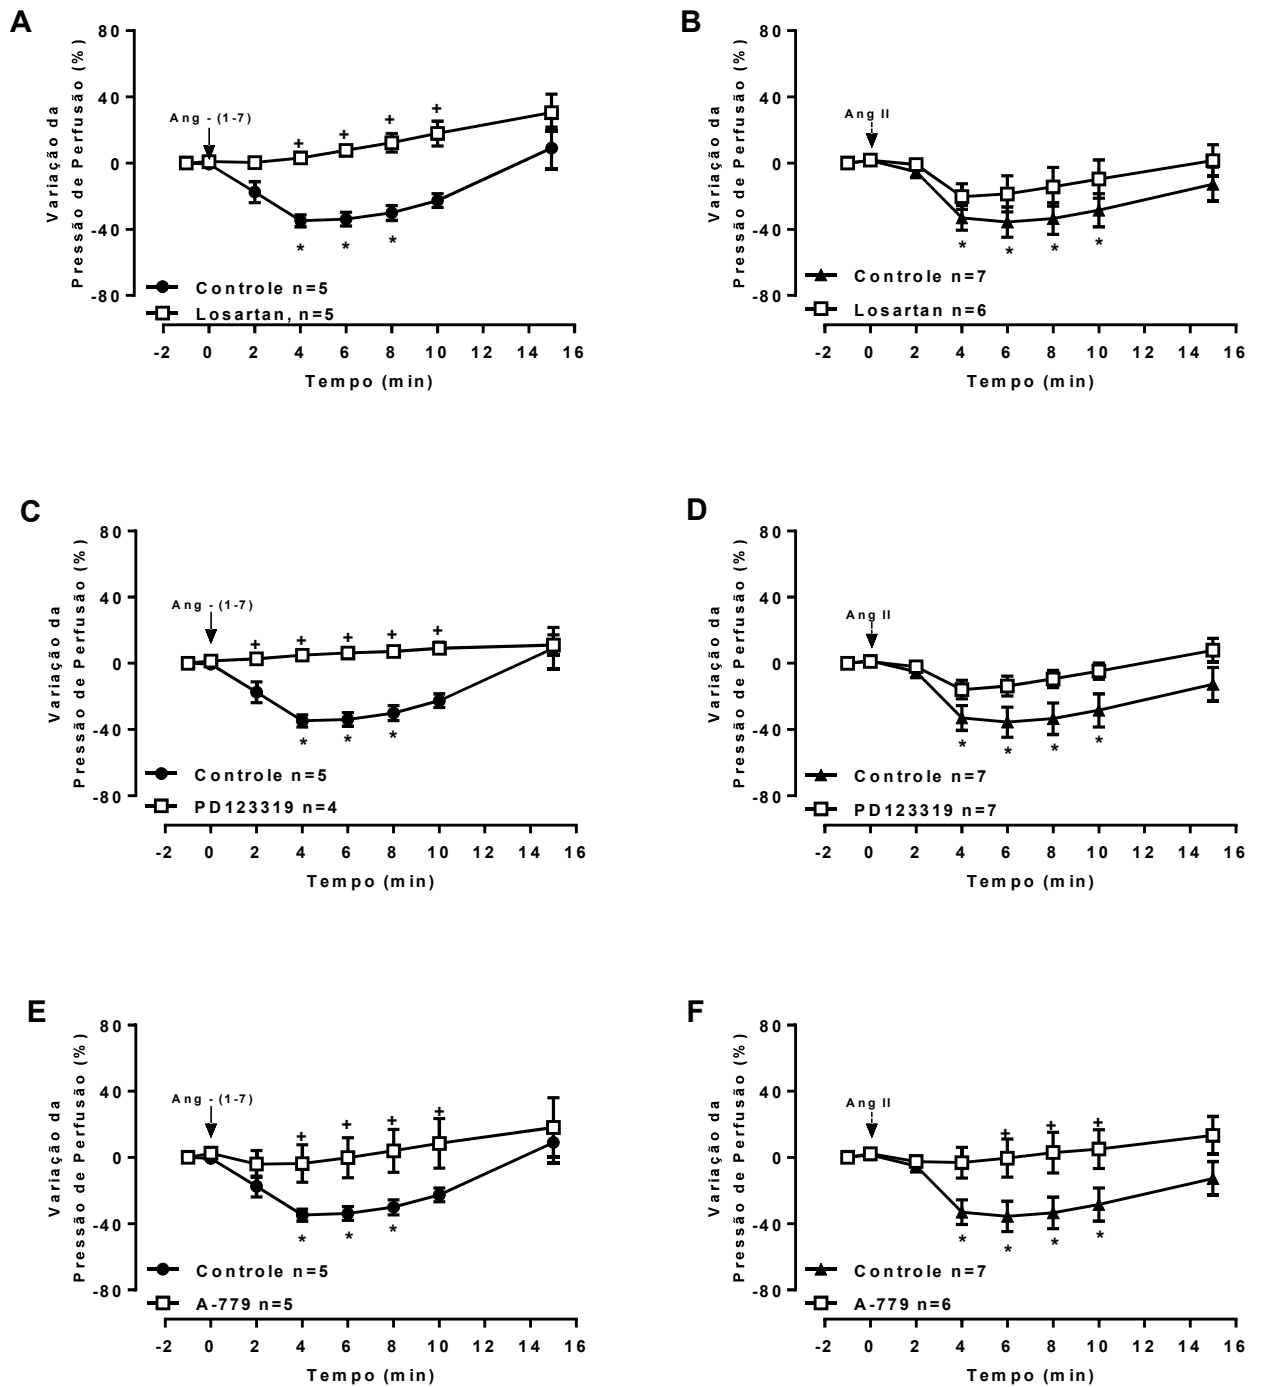 A
Variação da
Pressão de Perfusão (%)
80
40
0
-40
-80
Ang - (1-7)
+ + + +
* * *
Controle n=5
Losartan, n=5
-2 0 2 4 6 8 10 12 14 16
Tempo (min)
B
Variação da
Pressão de Perfusão (%)
80
40
0
-40
-80
Ang II
* * * *
Controle n=7
Losartan n=6
-2 0 2 4 6 8 10 12 14 16
Tempo (min)
C
Variação da
Pressão de Perfusão (%)
80
40
0
-40
-80
Ang - (1-7)
+ + + + +
* * *
Controle n=5
PD123319 n=4
-2 0 2 4 6 8 10 12 14 16
Tempo (min)
D
Variação da
Pressão de Perfusão (%)
80
40
0
-40
-80
Ang II
* * * *
Controle n=7
PD123319 n=7
-2 0 2 4 6 8 10 12 14 16
Tempo (min)
E
Variação da
Pressão de Perfusão (%)
80
40
0
-40
-80
Ang - (1-7)
+ + + +
* * *
Controle n=5
A-779 n=5
-2 0 2 4 6 8 10 12 14 16
Tempo (min)
F
Variação da
Pressão de Perfusão (%)
80
40
0
-40
-80
Ang II
+ + +
* * * *
Controle n=7
A-779 n=6
-2 0 2 4 6 8 10 12 14 16
Tempo (min)